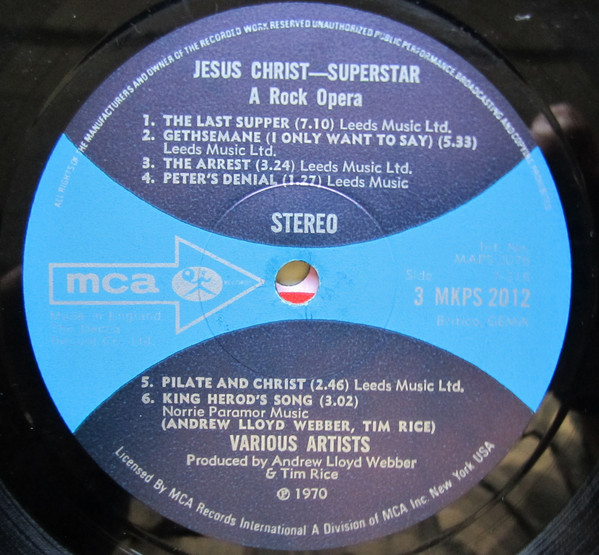 ALL RIGHTS OF THE MANUFACTURERS AND OWNER OF THE RECORDED WORK RESERVED UNAUTHORIZED PUBLIC PERFORMANCE BROADCASTING AND COPYING PROHIBITED
JESUS CHRIST—SUPERSTAR
A Rock Opera
1. THE LAST SUPPER (7.10) Leeds Music Ltd.
2. GETHSEMANE (I ONLY WANT TO SAY) (5.33)
Leeds Music Ltd.
3. THE ARREST (3.24) Leeds Music Ltd.
4. PETER'S DENIAL (1.27) Leeds Music
STEREO
mca
Side
3 MKPS 2012
Made in England
5. PILATE AND CHRIST (2.46) Leeds Music Ltd.
6. KING HEROD'S SONG (3.02)
Norrie Paramor Music
(ANDREW LLOYD WEBBER, TIM RICE)
VARIOUS ARTISTS
Produced by Andrew Lloyd Webber
& Tim Rice
℗ 1970
Licensed By MCA Records International A Division of MCA Inc. New York USA